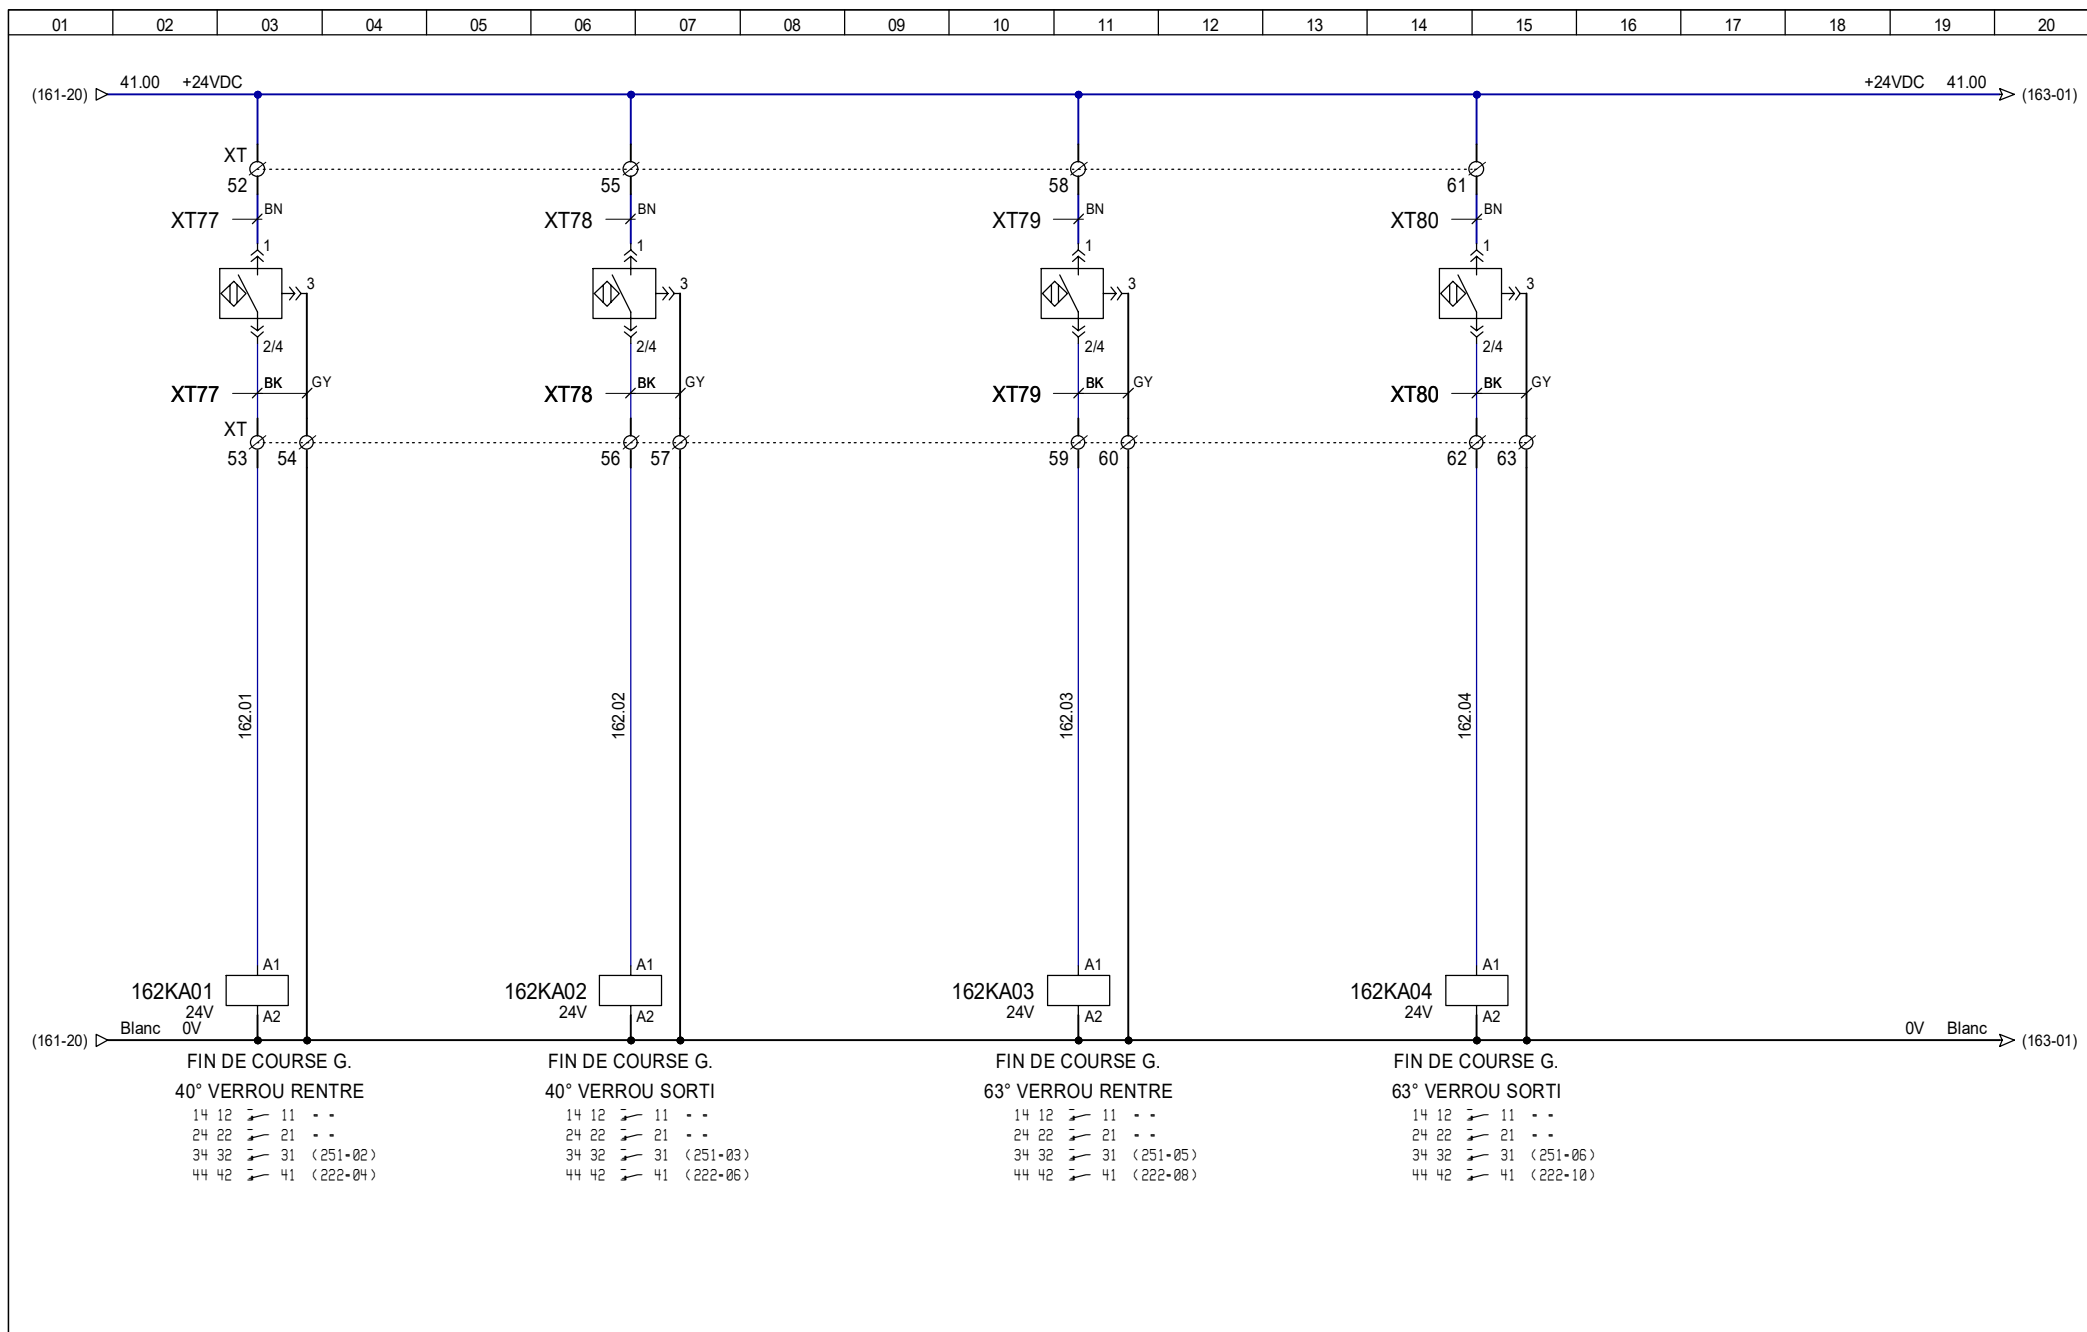 01 02 03 04 05 06 07 08 09 10 11 12 13 14 15 16 17 18 19 20
41.00 +24VDC +24VDC 41.00
(161-20) (163-01)
XT
52 55 58 61
XT77 BN XT78 BN XT79 BN XT80 BN
1 1 1 1
3 3 3 3
2/4 2/4 2/4 2/4
XT77 BK GY XT78 BK GY XT79 BK GY XT80 BK GY
XT
53 54 56 57 59 60 62 63
162.01 162.02 162.03 162.04
A1 A1 A1 A1
162KA01 162KA02 162KA03 162KA04
24V A2 24V A2 24V A2 24V A2
Blanc 0V 0V Blanc
(161-20) (163-01)
FIN DE COURSE G. FIN DE COURSE G. FIN DE COURSE G. FIN DE COURSE G.
40° VERROU RENTRE 40° VERROU SORTI 63° VERROU RENTRE 63° VERROU SORTI
14 12 11 - - 14 12 11 - - 14 12 11 - - 14 12 11 - -
24 22 21 - - 24 22 21 - - 24 22 21 - - 24 22 21 - -
34 32 31 (251-02) 34 32 31 (251-03) 34 32 31 (251-05) 34 32 31 (251-06)
44 42 41 (222-04) 44 42 41 (222-06) 44 42 41 (222-08) 44 42 41 (222-10)